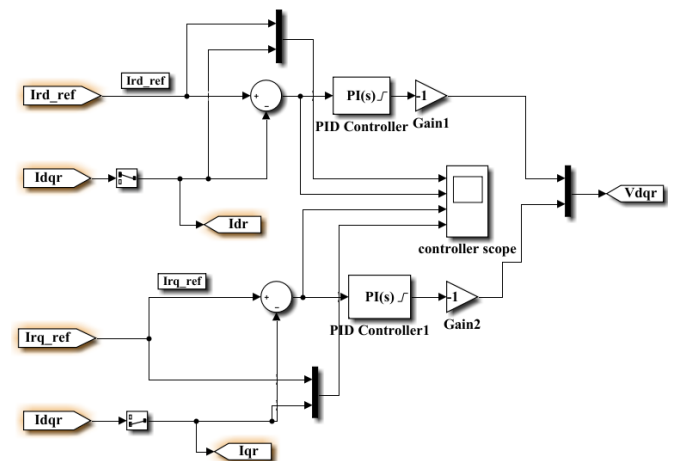 Ird_ref
Ird_ref
+
−
PI(s)
PID Controller
-1
Gain1
Idqr
Idr
controller scope
Vdqr
Irq_ref
+
−
PI(s)
PID Controller1
-1
Gain2
Irq_ref
Idqr
Iqr